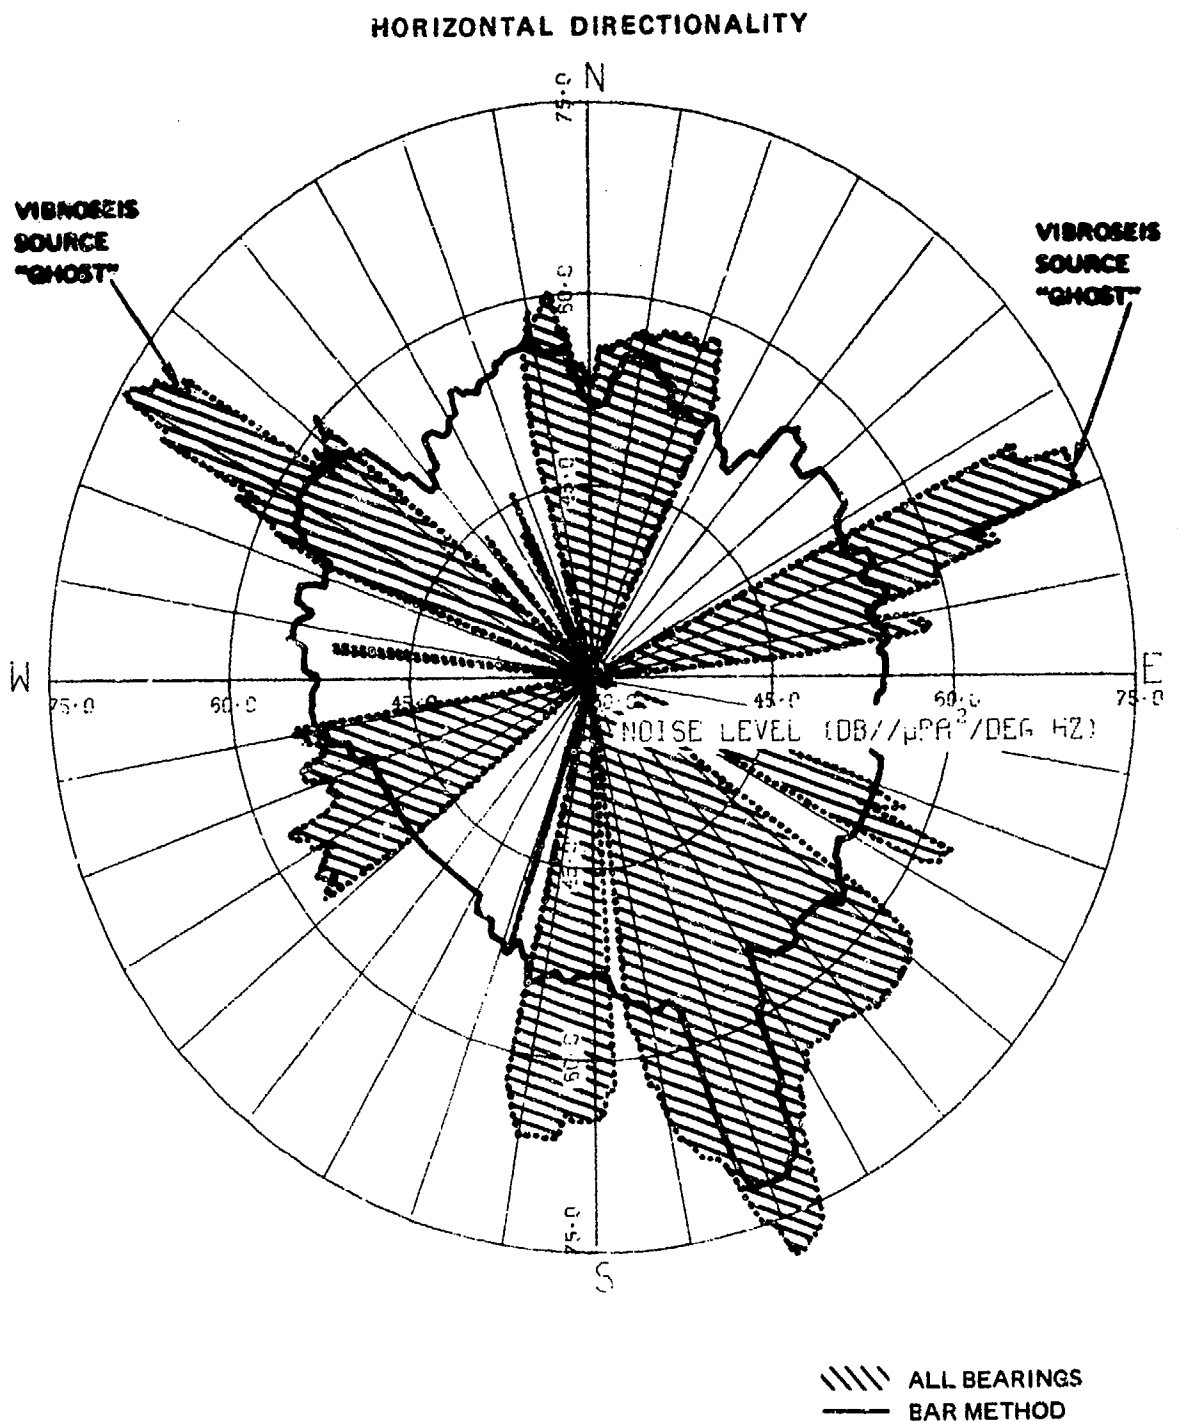 HORIZONTAL DIRECTIONALITY
N
75.0
VIBROSEIS
SOURCE
"GHOST"
VIBROSEIS
SOURCE
"GHOST"
60.0
45.0
W
E
75.0
60.0
45.0
45.0
60.0
75.0
NOISE LEVEL (DB//µPA²/DEG HZ)
45.0
60.0
75.0
S
ALL BEARINGS
BAR METHOD